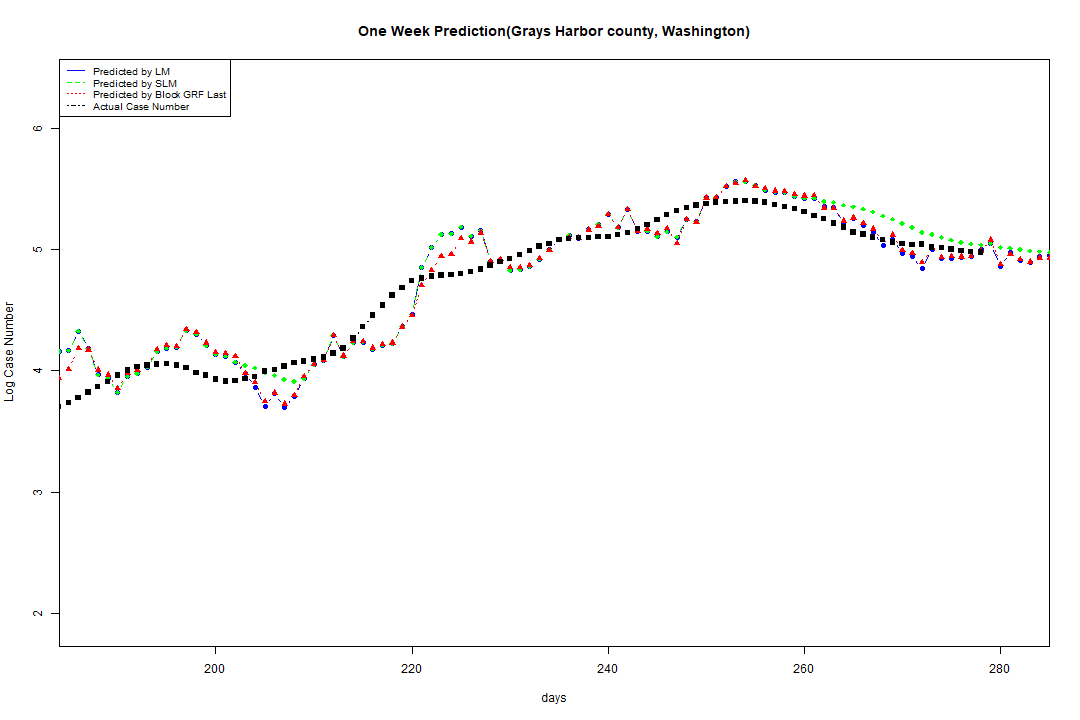 One Week Prediction(Grays Harbor county, Washington)
Predicted by LM
Predicted by SLM
Predicted by Block GRF Last
Actual Case Number
6
5
4
3
2
Log Case Number
200 220 240 260 280
days